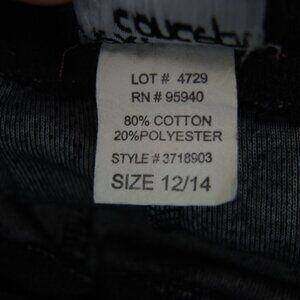 LOT # 4729
RN # 95940
80% COTTON
20%POLYESTER
STYLE # 3718903
SIZE 12/14